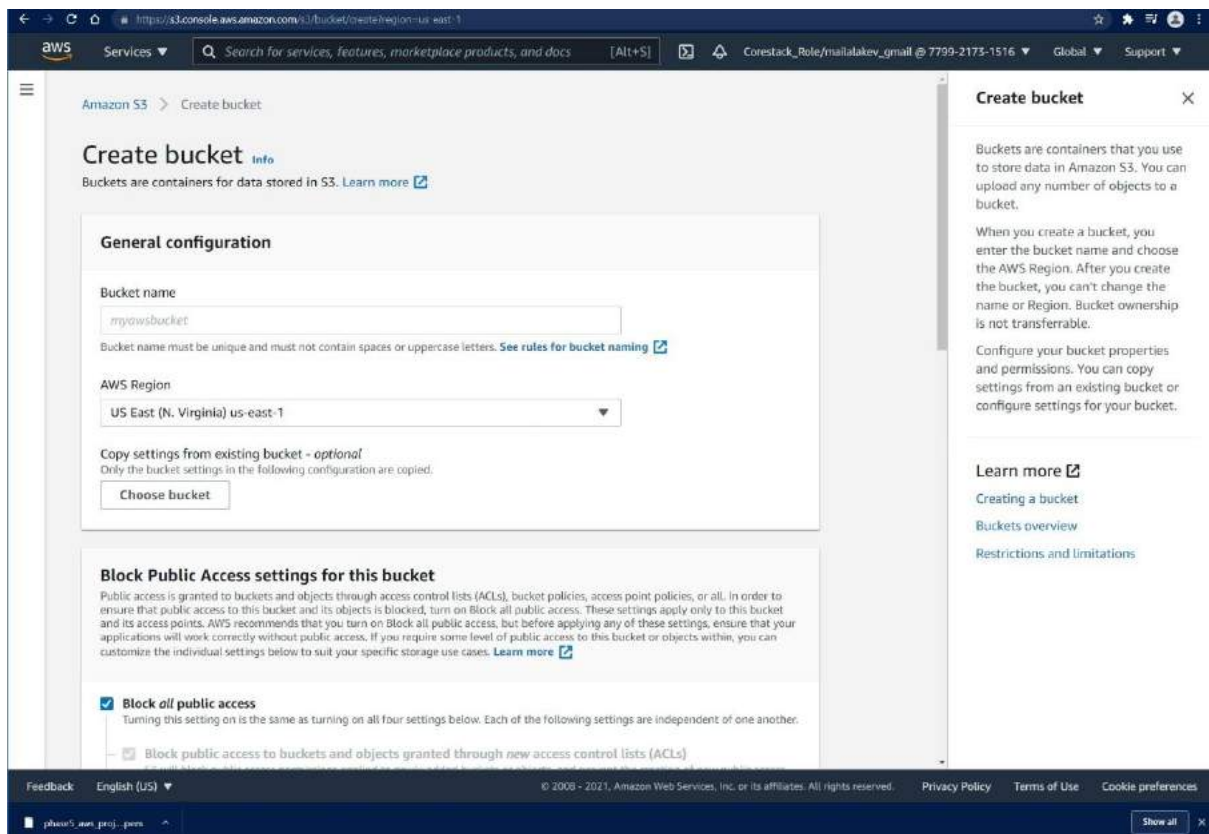 https://s3.console.aws.amazon.com/s3/bucket/create?region=us-east-1
aws
Services
Search for services, features, marketplace products, and docs
[Alt+S]
Corestack_Role/mailalakev_gmail @ 7799-2173-1516
Global
Support
Amazon S3 > Create bucket
Create bucket Info
Buckets are containers for data stored in S3. Learn more
General configuration
Bucket name
myawsbucket
Bucket name must be unique and must not contain spaces or uppercase letters. See rules for bucket naming
AWS Region
US East (N. Virginia) us-east-1
Copy settings from existing bucket - optional
Only the bucket settings in the following configuration are copied.
Choose bucket
Block Public Access settings for this bucket
Public access is granted to buckets and objects through access control lists (ACLs), bucket policies, access point policies, or all. In order to
ensure that public access to this bucket and its objects is blocked, turn on Block all public access. These settings apply only to this bucket
and its access points. AWS recommends that you turn on Block all public access, but before applying any of these settings, ensure that your
applications will work correctly without public access. If you require some level of public access to this bucket or objects within, you can
customize the individual settings below to suit your specific storage use cases. Learn more
Block all public access
Turning this setting on is the same as turning on all four settings below. Each of the following settings are independent of one another.
Block public access to buckets and objects granted through new access control lists (ACLs)
Create bucket
Buckets are containers that you use
to store data in Amazon S3. You can
upload any number of objects to a
bucket.
When you create a bucket, you
enter the bucket name and choose
the AWS Region. After you create
the bucket, you can't change the
name or Region. Bucket ownership
is not transferrable.
Configure your bucket properties
and permissions. You can copy
settings from an existing bucket or
configure settings for your bucket.
Learn more
Creating a bucket
Buckets overview
Restrictions and limitations
Feedback
English (US)
© 2008 - 2021, Amazon Web Services, Inc. or its affiliates. All rights reserved.
Privacy Policy
Terms of Use
Cookie preferences
phase5_aws_proj....pem
Show all